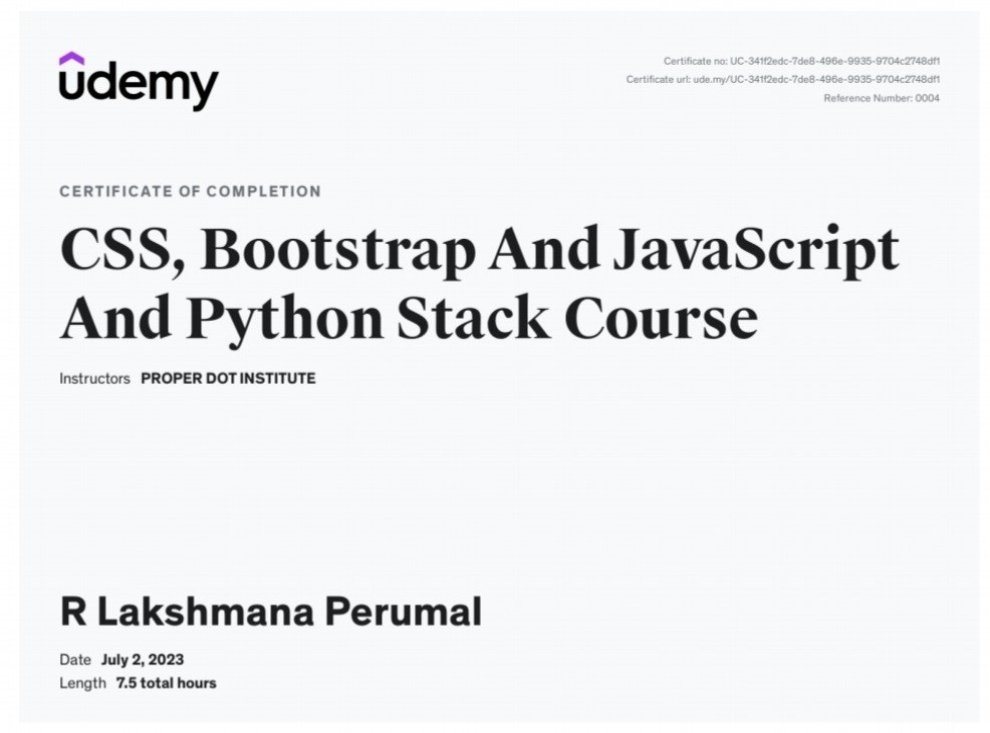 udemy
Certificate no: UC-341f2edc-7de8-496e-9935-9704c2748df1
Certificate url: ude.my/UC-341f2edc-7de8-496e-9935-9704c2748df1
Reference Number: 0004
CERTIFICATE OF COMPLETION
CSS, Bootstrap And JavaScript
And Python Stack Course
Instructors PROPER DOT INSTITUTE
R Lakshmana Perumal
Date July 2, 2023
Length 7.5 total hours